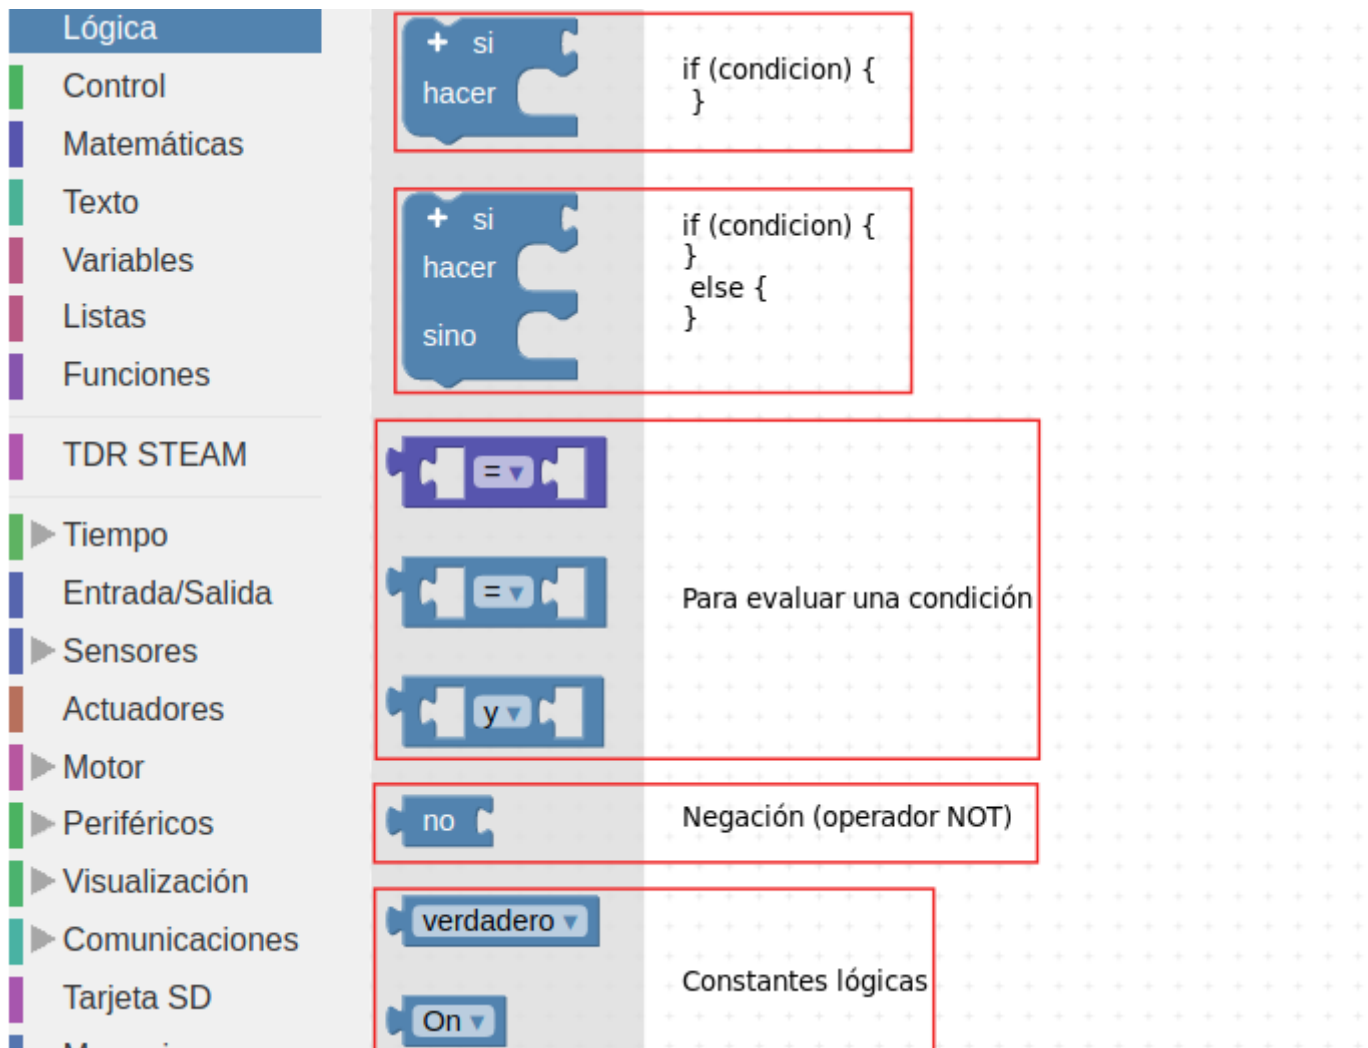 Lógica
Control
Matemáticas
Texto
Variables
Listas
Funciones
TDR STEAM
Tiempo
Entrada/Salida
Sensores
Actuadores
Motor
Periféricos
Visualización
Comunicaciones
Tarjeta SD
+ si
hacer
if (condicion) {
}
+ si
hacer
sino
if (condicion) {
}
else {
}
=
=
y
Para evaluar una condición
no
Negación (operador NOT)
verdadero
On
Constantes lógicas